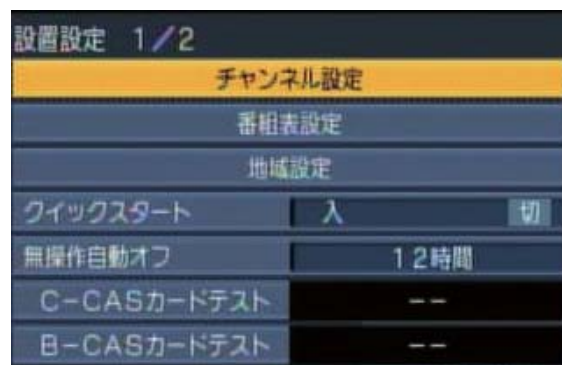 設置設定 1/2
チャンネル設定
番組表設定
地域設定
クイックスタート 入 切
無操作自動オフ 12時間
C-CASカードテスト --
B-CASカードテスト --